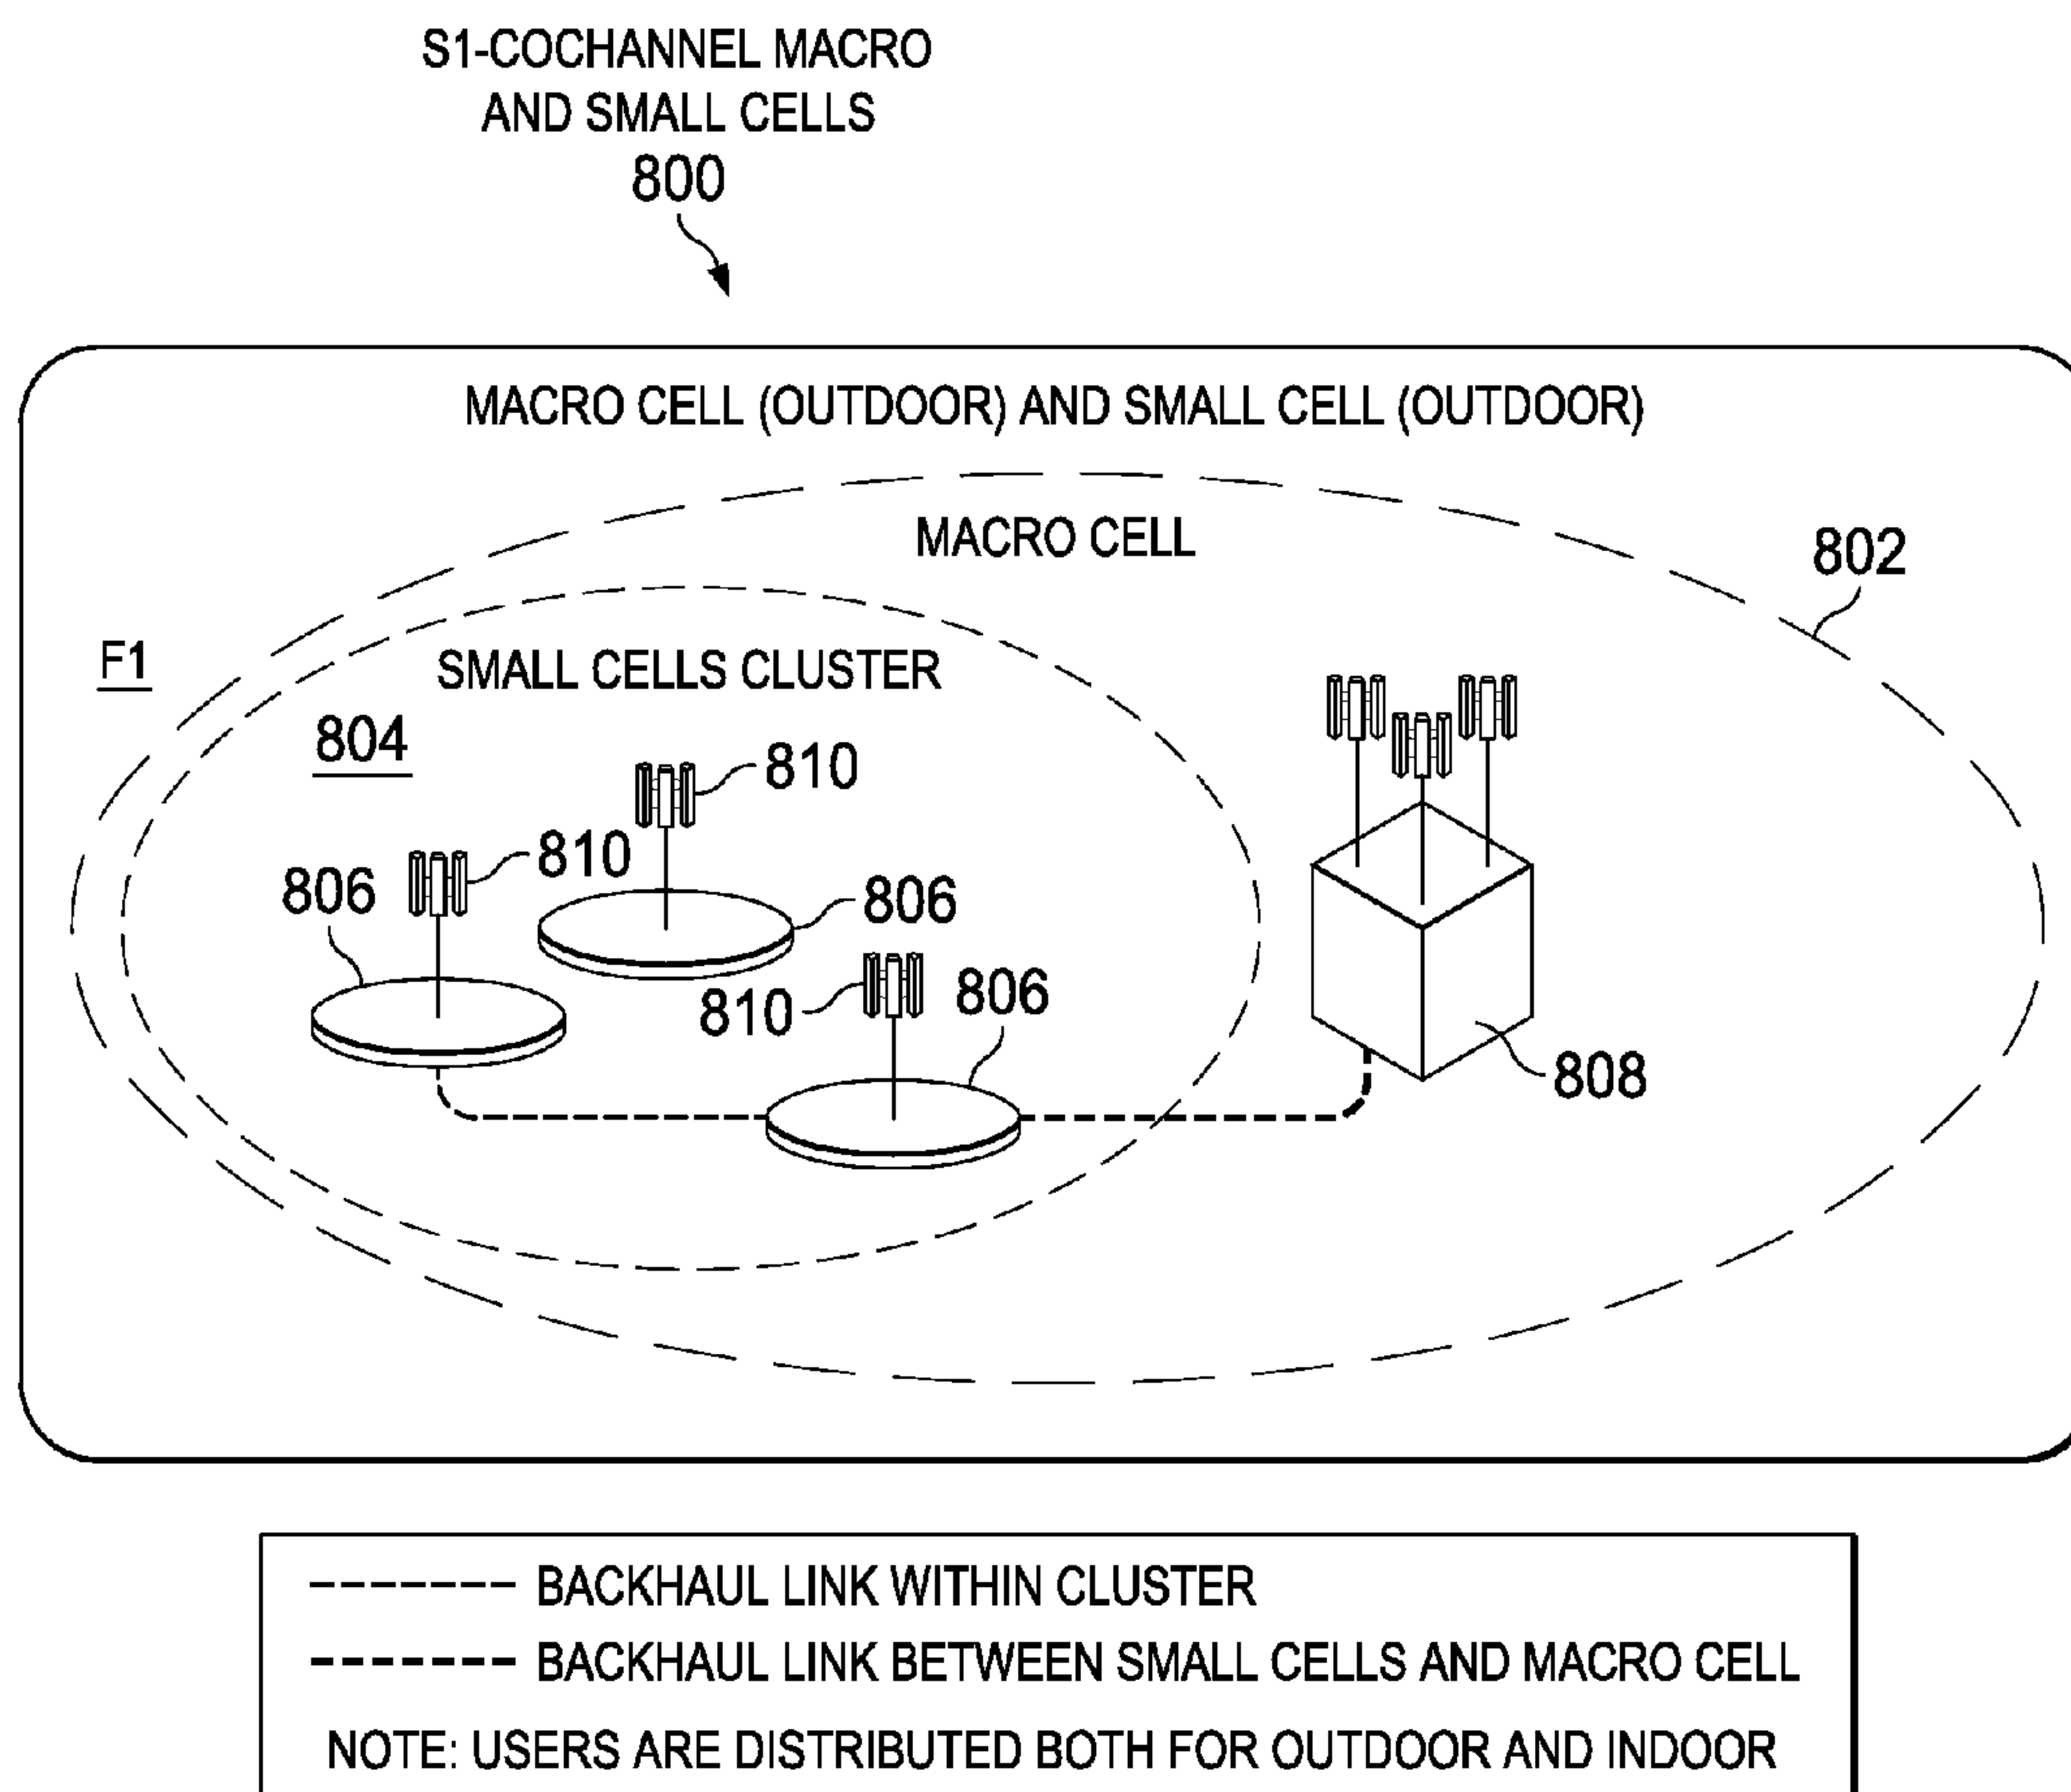 S1-COCHANNEL MACRO
AND SMALL CELLS
800
MACRO CELL (OUTDOOR) AND SMALL CELL (OUTDOOR)
MACRO CELL
802
F1
SMALL CELLS CLUSTER
804
810
810
806
806
810
806
808
BACKHAUL LINK WITHIN CLUSTER
BACKHAUL LINK BETWEEN SMALL CELLS AND MACRO CELL
NOTE: USERS ARE DISTRIBUTED BOTH FOR OUTDOOR AND INDOOR